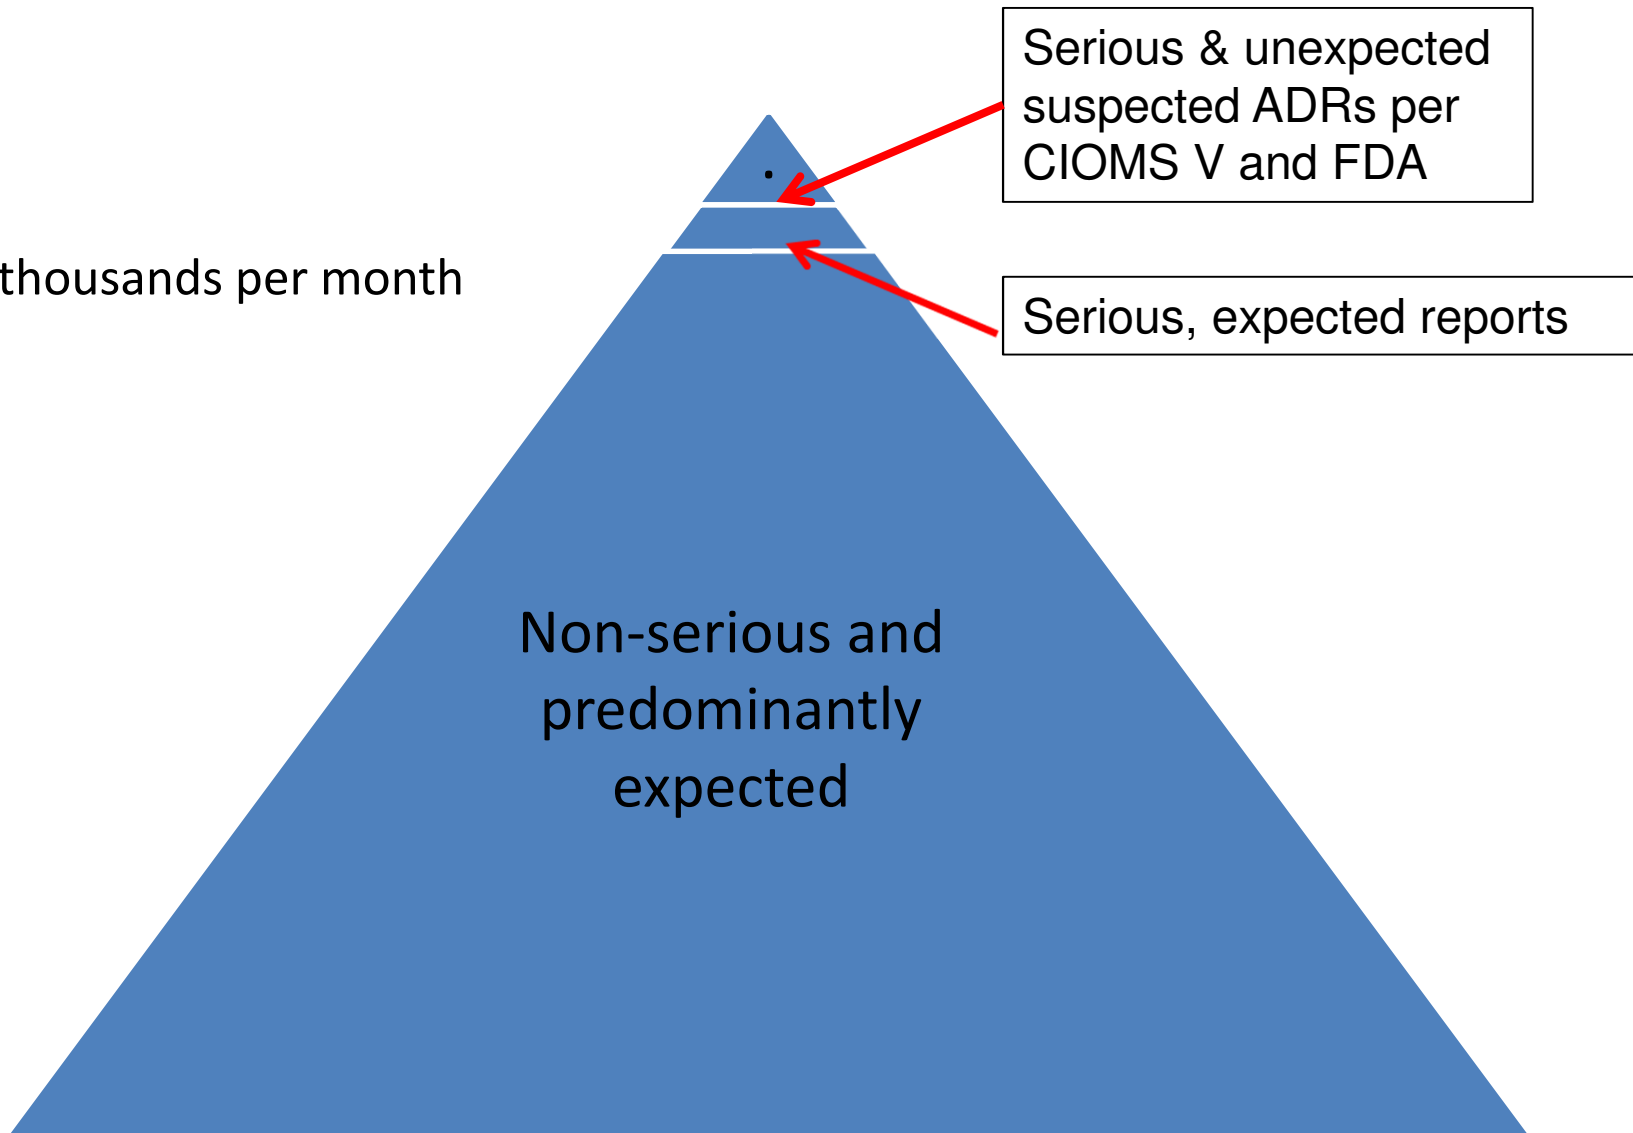 Serious & unexpected
suspected ADRs per
CIOMS V and FDA
.
thousands per month
Serious, expected reports
Non-serious and
predominantly
expected